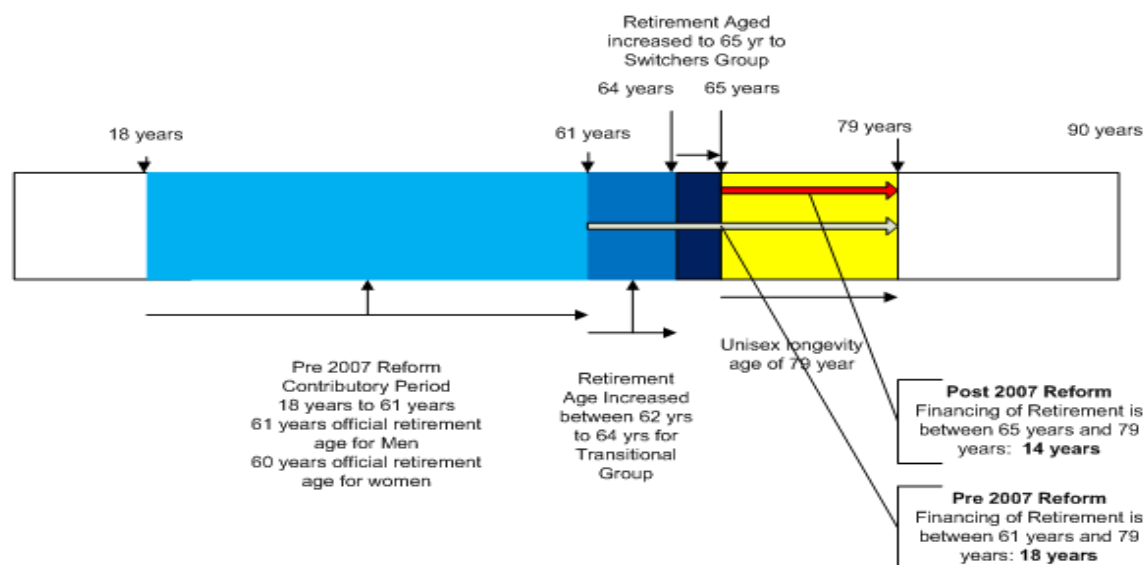 Retirement Aged
increased to 65 yr to
Switchers Group
64 years
65 years
18 years
61 years
79 years
90 years
Pre 2007 Reform
Contributory Period
18 years to 61 years
61 years official retirement
age for Men
60 years official retirement
age for women
Retirement
Age Increased
between 62 yrs
to 64 yrs for
Transitional
Group
Unisex longevity
age of 79 year
Post 2007 Reform
Financing of Retirement is
between 65 years and 79
years: 14 years
Pre 2007 Reform
Financing of Retirement is
between 61 years and 79
years: 18 years